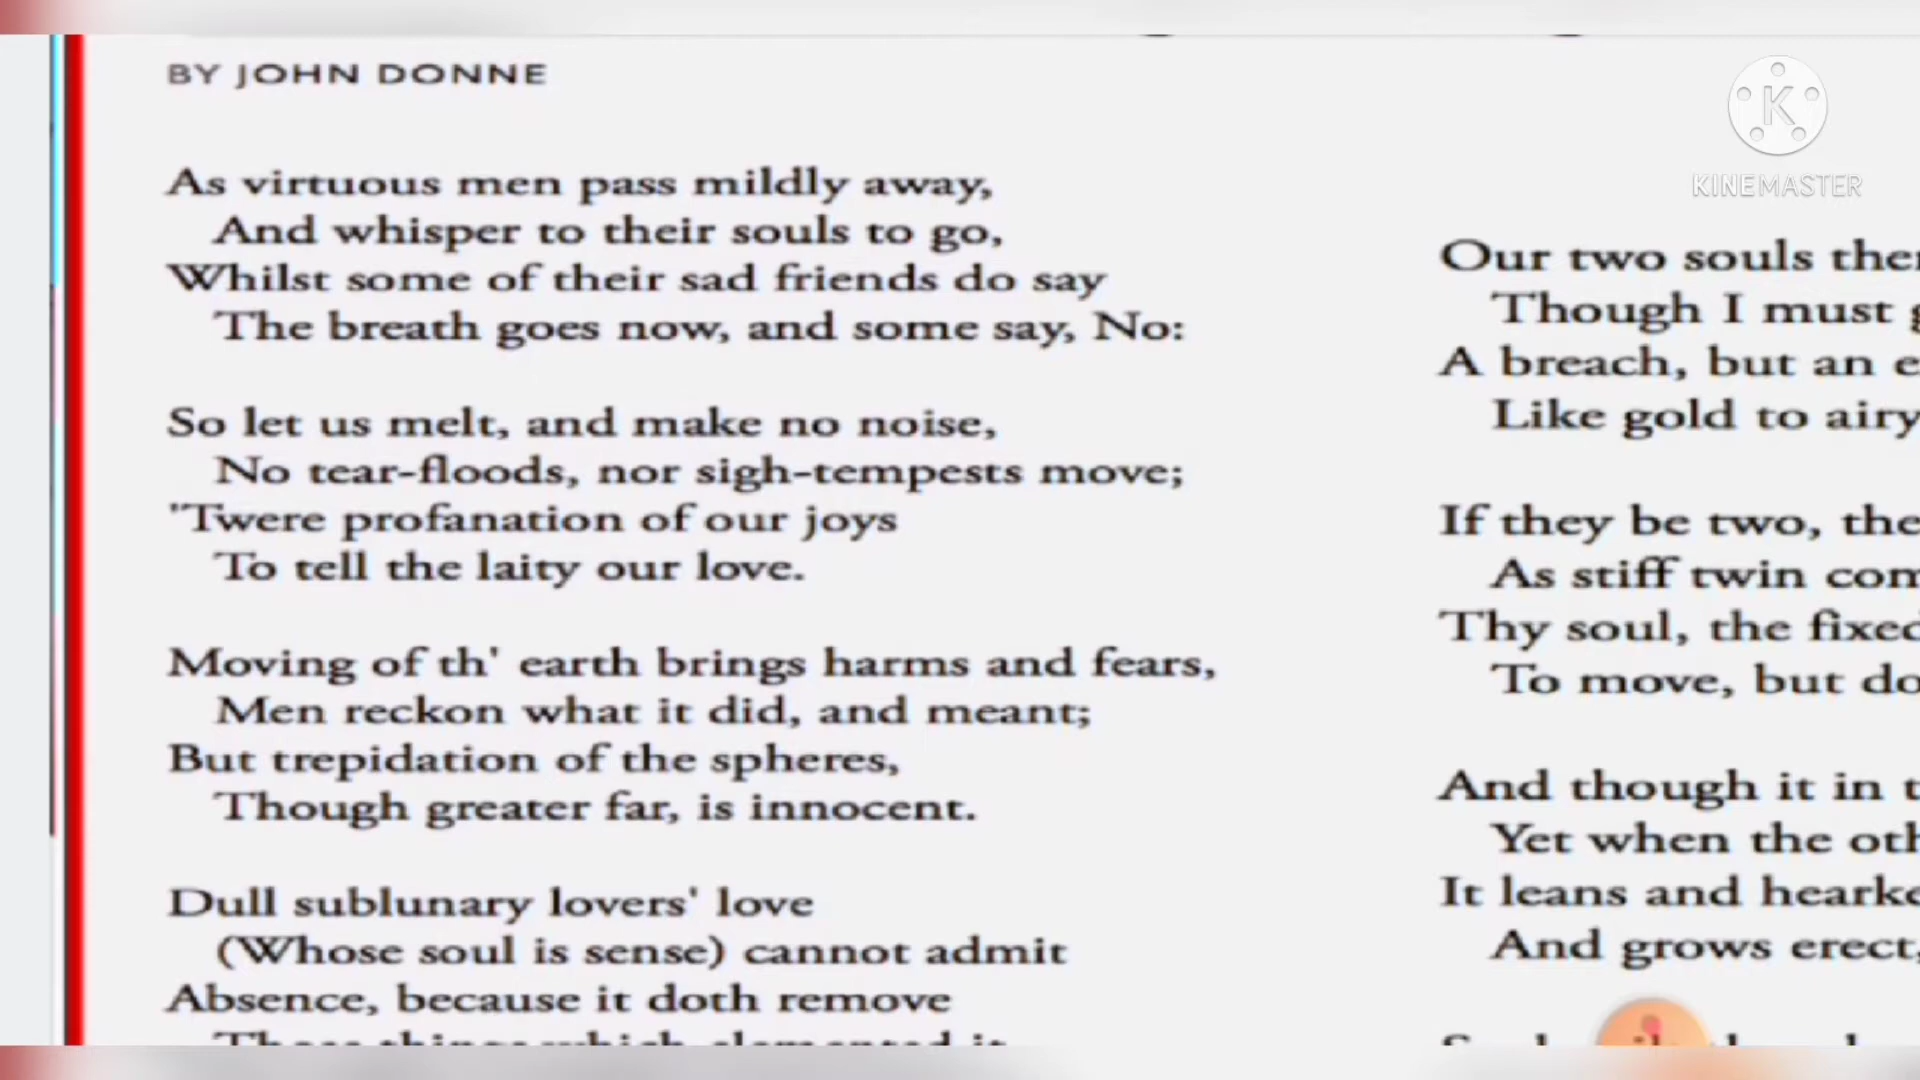 BY JOHN DONNE
As virtuous men pass mildly away,
And whisper to their souls to go,
Whilst some of their sad friends do say
The breath goes now, and some say, No:
So let us melt, and make no noise,
No tear-floods, nor sigh-tempests move;
'Twere profanation of our joys
To tell the laity our love.
Moving of th' earth brings harms and fears,
Men reckon what it did, and meant;
But trepidation of the spheres,
Though greater far, is innocent.
Dull sublunary lovers' love
(Whose soul is sense) cannot admit
Absence, because it doth remove
Those things which elemented it
KINEMASTER
Our two souls
Though I must
A breach, but an
Like gold to airy
If they be two,
As stiff twin
Thy soul, the
To move, but
And though it in
Yet when the
It leans and
And grows erect,